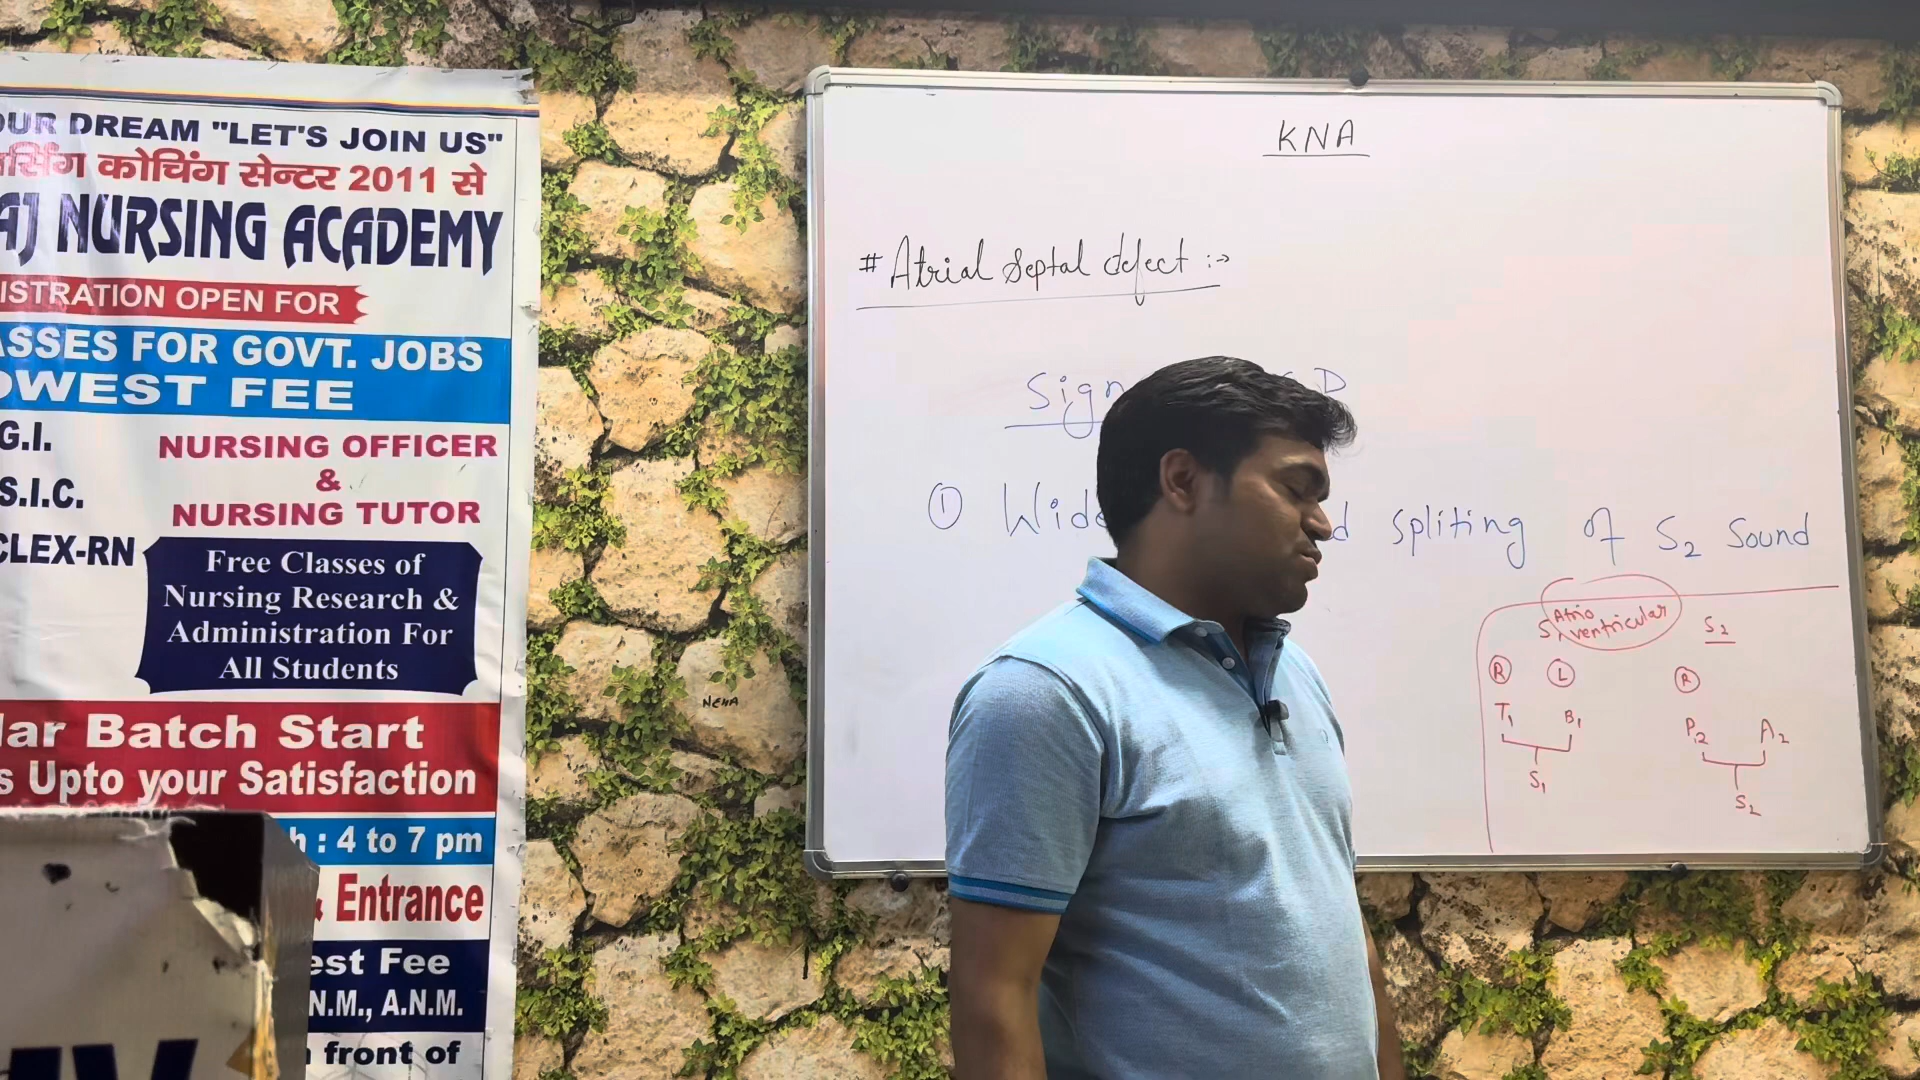 OUR DREAM "LET'S JOIN US"
र्सिंग कोचिंग सेन्टर 2011 से
AJ NURSING ACADEMY
ISTRATION OPEN FOR
ASSES FOR GOVT. JOBS
OWEST FEE
G.I.
NURSING OFFICER
S.I.C.
&
NURSING TUTOR
CLEX-RN
Free Classes of
Nursing Research &
Administration For
All Students
lar Batch Start
s Upto your Satisfaction
h : 4 to 7 pm
& Entrance
est Fee
N.M., A.N.M.
front of
NEHA
KNA
# Atrial Septal defect :->
Sign
D
① Wide
d spliting of S2 Sound
Atrio
ventricular
S2
R L R
T1 P2 A2
S1 S2